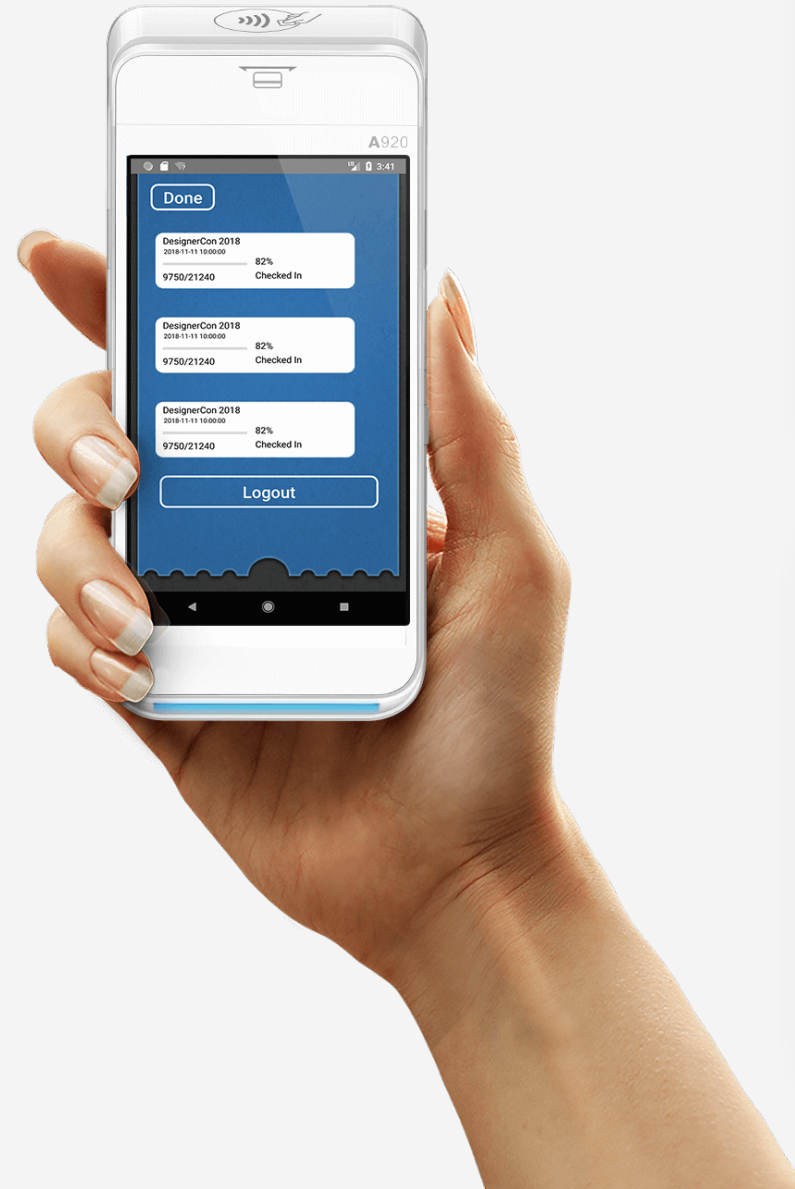 A920
3:41
Done
DesignerCon 2018
2018-11-11 10:00:00
82%
9750/21240
Checked In
DesignerCon 2018
2018-11-11 10:00:00
82%
9750/21240
Checked In
DesignerCon 2018
2018-11-11 10:00:00
82%
9750/21240
Checked In
Logout